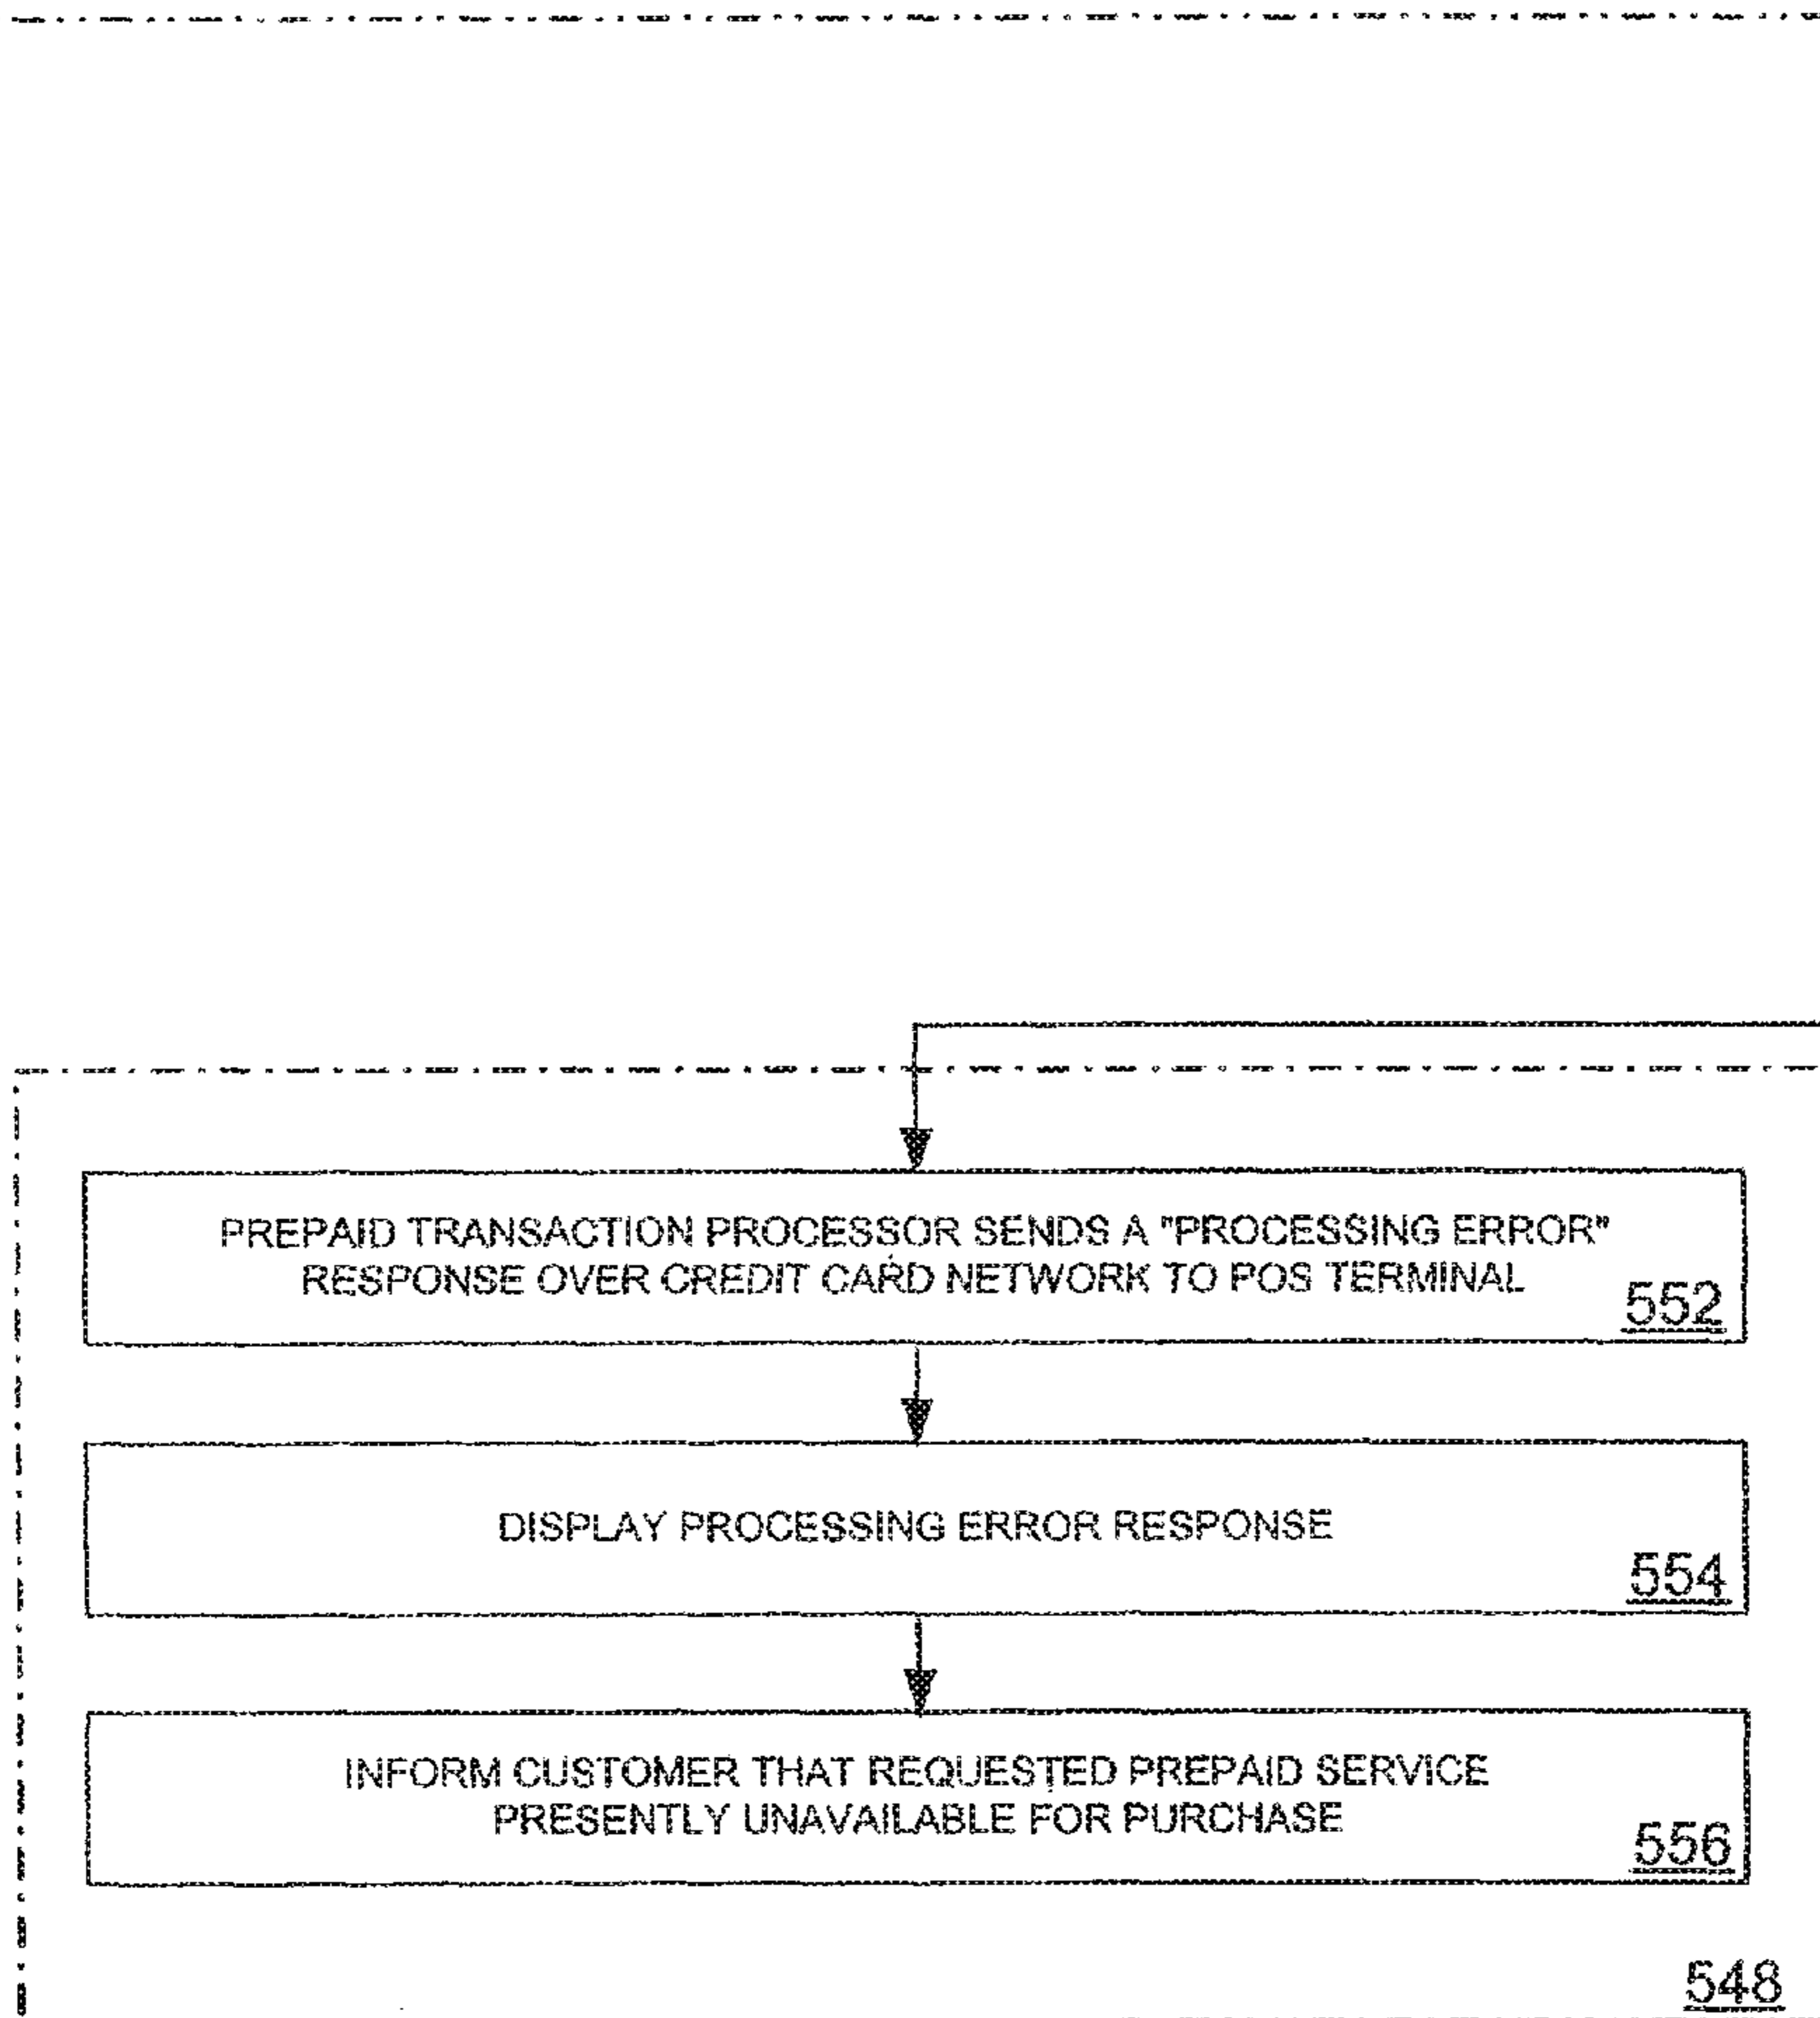 PREPAID TRANSACTION PROCESSOR SENDS A "PROCESSING ERROR"
RESPONSE OVER CREDIT CARD NETWORK TO POS TERMINAL
552
DISPLAY PROCESSING ERROR RESPONSE
554
INFORM CUSTOMER THAT REQUESTED PREPAID SERVICE
PRESENTLY UNAVAILABLE FOR PURCHASE
556
548